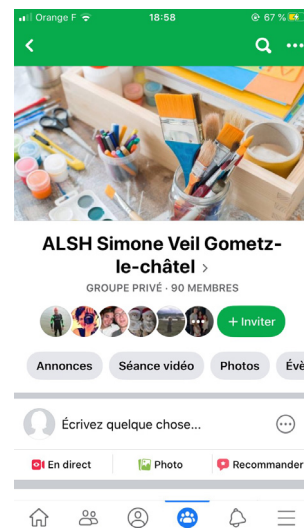 Orange F 18:58 67 %
ALSH Simone Veil Gometz-
le-châtel >
GROUPE PRIVÉ · 90 MEMBRES
+ Inviter
Annonces Séance vidéo Photos Évè
Écrivez quelque chose...
En direct Photo Recommander